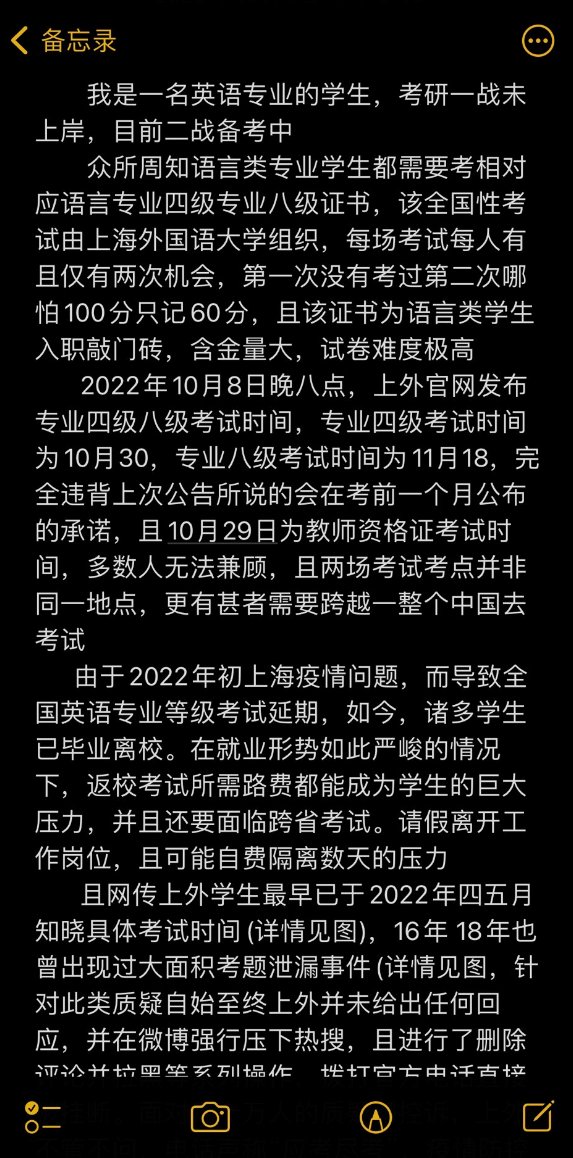 备忘录
我是一名英语专业的学生，考研一战未
上岸，目前二战备考中
众所周知语言类专业学生都需要考相对
应语言专业四级专业八级证书，该全国性考
试由上海外国语大学组织，每场考试每人有
且仅有两次机会，第一次没有考过第二次哪
怕100分只记60分，且该证书为语言类学生
入职敲门砖，含金量大，试卷难度极高
2022年10月8日晚八点，上外官网发布
专业四级八级考试时间，专业四级考试时间
为10月30，专业八级考试时间为11月18，完
全违背上次公告所说的会在考前一个月公布
的承诺，且10月29日为教师资格证考试时
间，多数人无法兼顾，且两场考试考点并非
同一地点，更有甚者需要跨越一整个中国去
考试
由于2022年初上海疫情问题，而导致全
国英语专业等级考试延期，如今，诸多学生
已毕业离校。在就业形势如此严峻的情况
下，返校考试所需路费都能成为学生的巨大
压力，并且还要面临跨省考试。请假离开工
作岗位，且可能自费隔离数天的压力
且网传上外学生最早已于2022年四五月
知晓具体考试时间(详情见图)，16年 18年也
曾出现过大面积考题泄漏事件(详情见图，针
对此类质疑自始至终上外并未给出任何回
应，并在微博强行压下热搜，且进行了删除
评论并拉黑等系列操作，拨打官方电话直接